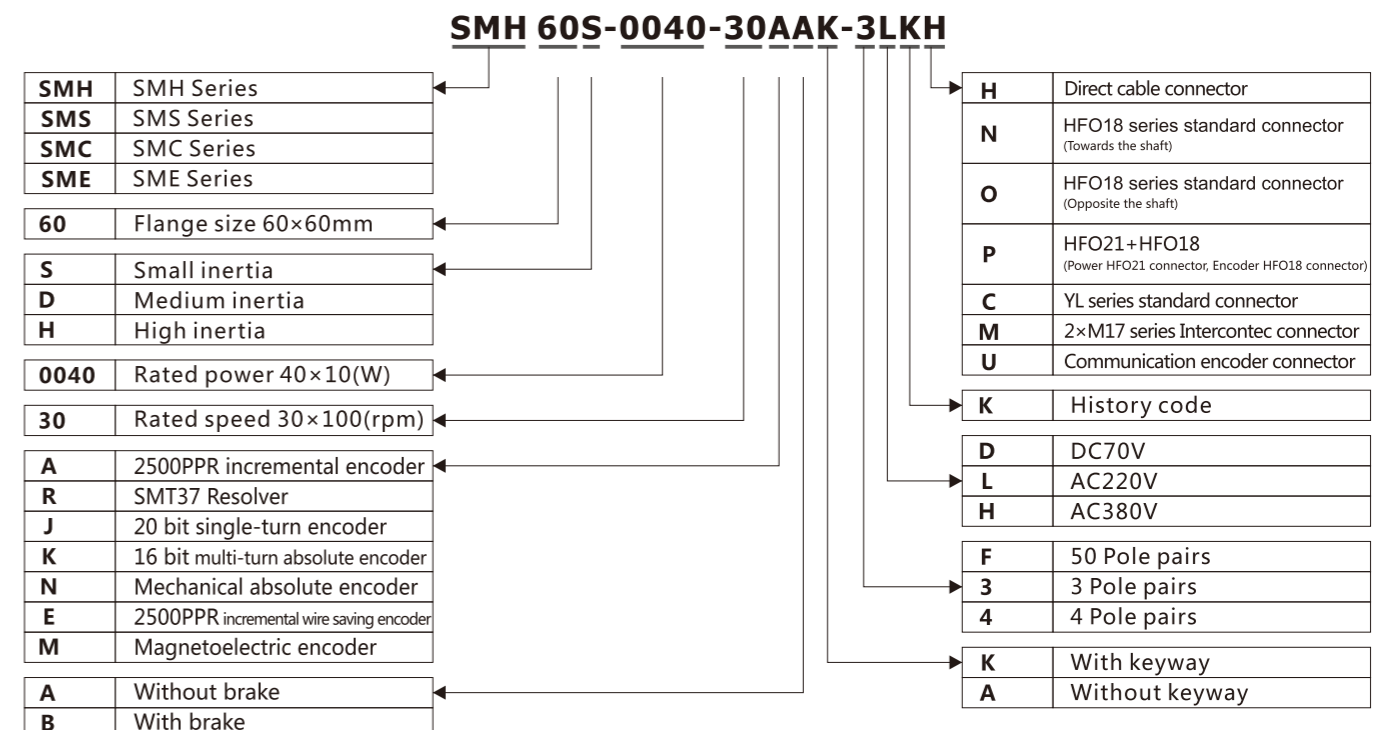 SMH 60S-0040-30AAK-3LKH
SMH SMH Series
SMS SMS Series
SMC SMC Series
SME SME Series
60 Flange size 60×60mm
S Small inertia
D Medium inertia
H High inertia
0040 Rated power 40×10(W)
30 Rated speed 30×100(rpm)
A 2500PPR incremental encoder
R SMT37 Resolver
J 20 bit single-turn encoder
K 16 bit multi-turn absolute encoder
N Mechanical absolute encoder
E 2500PPR incremental wire saving encoder
M Magnetoelectric encoder
A Without brake
B With brake
H Direct cable connector
N HFO18 series standard connector
(Towards the shaft)
O HFO18 series standard connector
(Opposite the shaft)
P HFO21+HFO18
(Power HFO21 connector, Encoder HFO18 connector)
C YL series standard connector
M 2×M17 series Intercontec connector
U Communication encoder connector
K History code
D DC70V
L AC220V
H AC380V
F 50 Pole pairs
3 3 Pole pairs
4 4 Pole pairs
K With keyway
A Without keyway